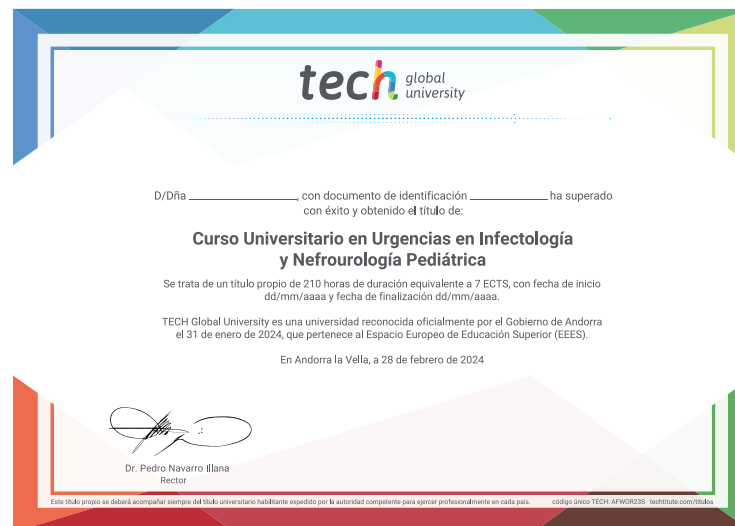 tech global university
D/Dña ________________, con documento de identificación ____________ ha superado
con éxito y obtenido el título de:
Curso Universitario en Urgencias en Infectología
y Nefrourología Pediátrica
Se trata de un título propio de 210 horas de duración equivalente a 7 ECTS, con fecha de inicio
dd/mm/aaaa y fecha de finalización dd/mm/aaaa.
TECH Global University es una universidad reconocida oficialmente por el Gobierno de Andorra
el 31 de enero de 2024, que pertenece al Espacio Europeo de Educación Superior (EEES).
En Andorra la Vella, a 28 de febrero de 2024
Dr. Pedro Navarro Illana
Rector
Este título propio se deberá acompañar siempre del título universitario habilitante expedido por la autoridad competente para ejercer profesionalmente en cada país. código único TECH: AFWOR23S techtitute.com/titulos